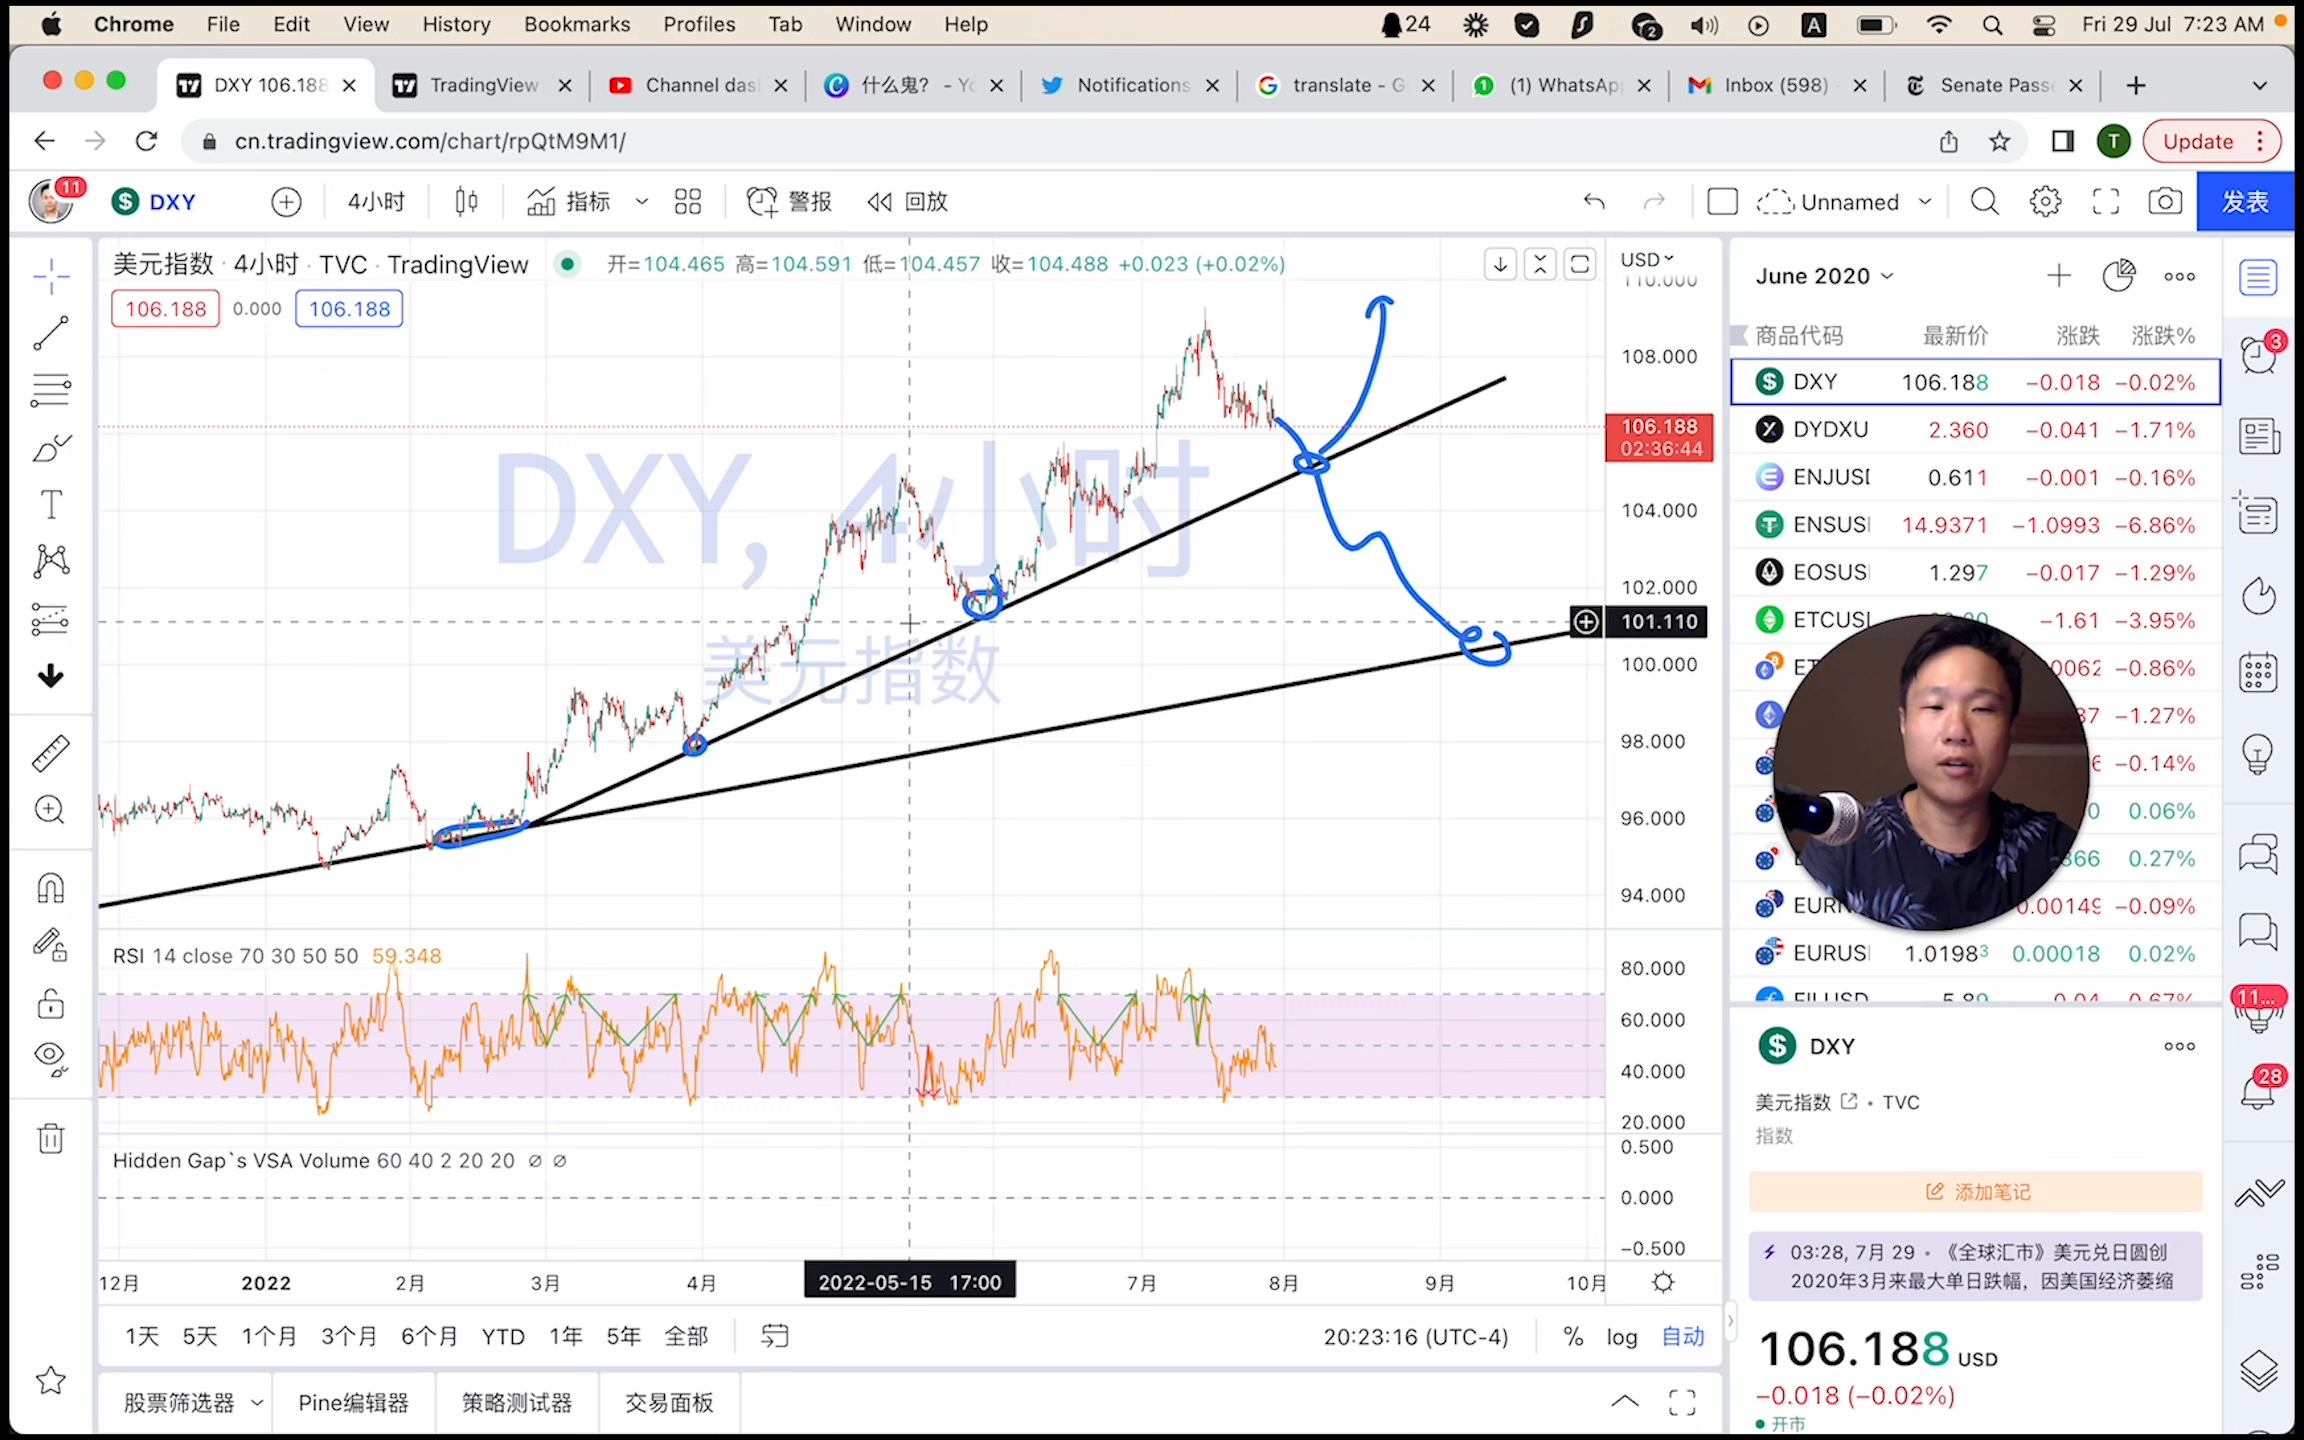 Chrome File Edit View History Bookmarks Profiles Tab Window Help 24 A 2 Fri 29 Jul 7:23 AM
DXY 106.188 TradingView Channel das 什么鬼? - Yo Notifications translate - G (1) WhatsAp Inbox (598) Senate Pass
cn.tradingview.com/chart/rpQtM9M1/ T Update
11 DXY 4小时 指标 警报 回放 Unnamed 发表
美元指数 · 4小时 · TVC · TradingView 开=104.465 高=104.591 低=104.457 收=104.488 +0.023 (+0.02%)
106.188 0.000 106.188
DXY, 4小时
美元指数
USD
110.000
108.000
106.188
02:36:44
104.000
102.000
101.110
100.000
98.000
96.000
94.000
RSI 14 close 70 30 50 50 59.348
80.000
60.000
40.000
20.000
Hidden Gap`s VSA Volume 60 40 2 20 20 ∅ ∅
0.500
0.000
−0.500
12月 2022 2月 3月 4月 2022-05-15 17:00 7月 8月 9月 10月
1天 5天 1个月 3个月 6个月 YTD 1年 5年 全部 20:23:16 (UTC-4) % log 自动
股票筛选器 Pine编辑器 策略测试器 交易面板
June 2020
商品代码 最新价 涨跌 涨跌%
DXY 106.188 −0.018 −0.02%
DYDXU 2.360 −0.041 −1.71%
ENJUSI 0.611 −0.001 −0.16%
ENSUSI 14.9371 −1.0993 −6.86%
EOSUS 1.297 −0.017 −1.29%
ETCUSI −1.61 −3.95%
0062 −0.86%
37 −1.27%
−0.14%
0 0.06%
366 0.27%
EURN 0.00149 −0.09%
EURUSI 1.01983 0.00018 0.02%
DXY
美元指数 • TVC
指数
添加笔记
03:28, 7月 29 • 《全球汇市》美元兑日圆创
2020年3月来最大单日跌幅，因美国经济萎缩
106.188 USD
−0.018 (−0.02%)
开市
3
11...
28